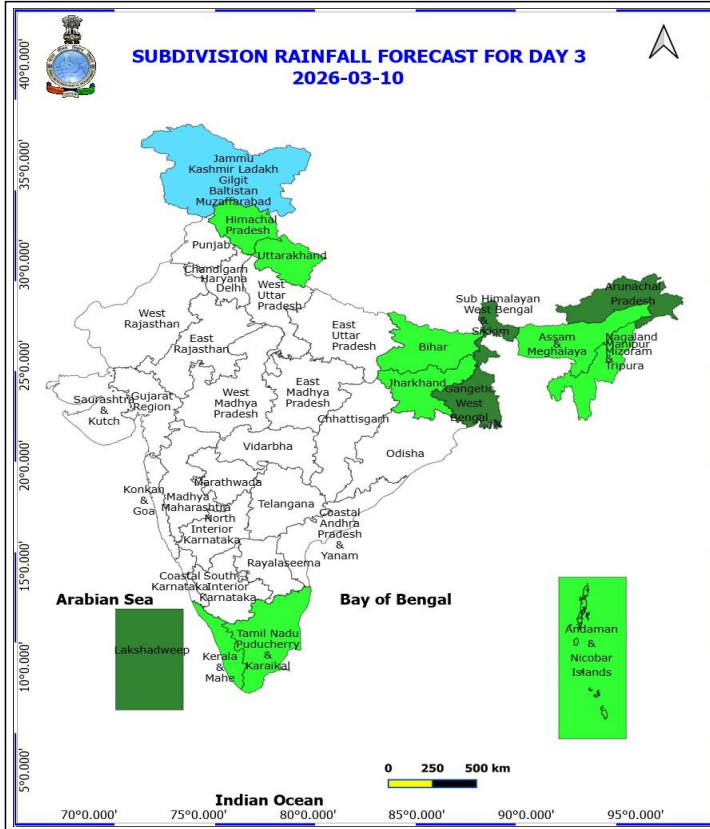 SUBDIVISION RAINFALL FORECAST FOR DAY 3
2026-03-10
40°0.000'
35°0.000'
30°0.000'
25°0.000'
20°0.000'
15°0.000'
10°0.000'
5°0.000'
Jammu
Kashmir Ladakh
Gilgit
Baltistan
Muzaffarabad
Himachal
Pradesh
Punjab
Uttarakhand
Chandigarh
Haryana
Delhi
West
Uttar
Pradesh
West
Rajasthan
East
Rajasthan
East
Uttar
Pradesh
Sub Himalayan
West Bengal
&
Sikkim
Arunachal
Pradesh
Assam
&
Meghalaya
Nagaland
Manipur
Mizoram
&
Tripura
Bihar
Jharkhand
Gangetic
West
Bengal
Saurashtra
&
Kutch
Gujarat
Region
West
Madhya
Pradesh
East
Madhya
Pradesh
Chhattisgarh
Odisha
Vidarbha
Konkan
&
Goa
Marathwada
Madhya
Maharashtra
Telangana
North
Interior
Karnataka
Coastal
Andhra
Pradesh
&
Yanam
Rayalaseema
Coastal
Karnataka
South
Interior
Karnataka
Arabian Sea
Bay of Bengal
Lakshadweep
Kerala
&
Mahe
Tamil Nadu
Puducherry
&
Karaikal
Andaman
&
Nicobar
Islands
0 250 500 km
Indian Ocean
70°0.000' 75°0.000' 80°0.000' 85°0.000' 90°0.000' 95°0.000'